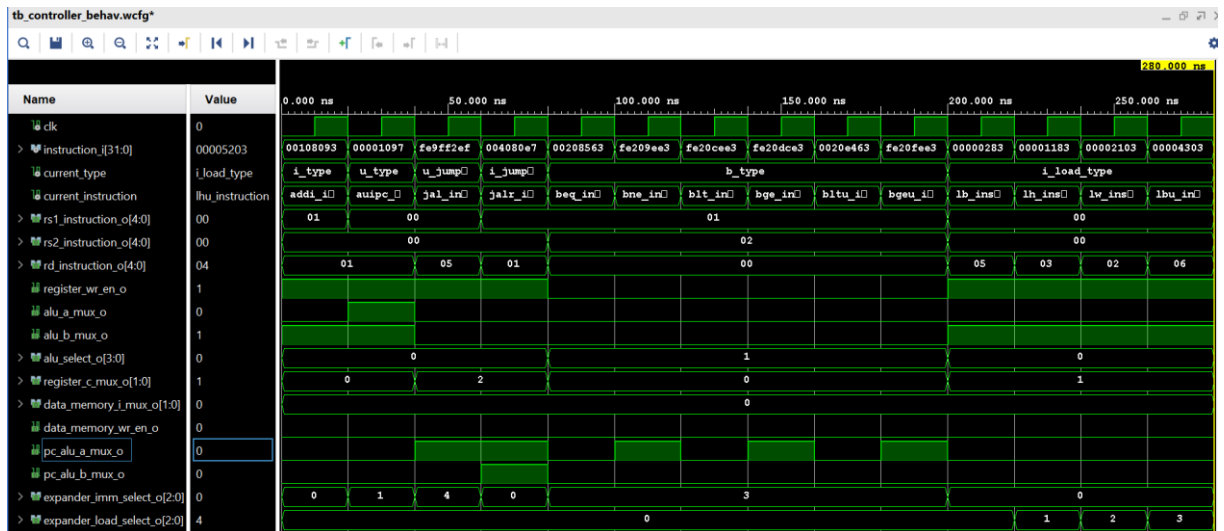 tb_controller_behav.wcfg*
280.000 ns
Name Value 0.000 ns 50.000 ns 100.000 ns 150.000 ns 200.000 ns 250.000 ns
clk 0
instruction_i[31:0] 00005203 00108093 00001097 fe9ff2ef 004080e7 00208563 fe209ee3 fe20cee3 fe20dce3 0020e463 fe20fee3 00000283 00001183 00002103 00004303
current_type i_load_type i_type u_type u_jump i_jump b_type i_load_type
current_instruction lhu_instruction addi_i auipc_ jal_in jalr_i beq_in bne_in blt_in bge_in bltu_i bgeu_i lb_ins lh_ins lw_ins lbu_in
rs1_instruction_o[4:0] 00 01 00 01 00
rs2_instruction_o[4:0] 00 00 02 00
rd_instruction_o[4:0] 04 01 05 01 00 05 03 02 06
register_wr_en_o 1
alu_a_mux_o 0
alu_b_mux_o 1
alu_select_o[3:0] 0 0 1 0
register_c_mux_o[1:0] 1 0 2 0 1
data_memory_i_mux_o[1:0] 0 0
data_memory_wr_en_o 0
pc_alu_a_mux_o 0
pc_alu_b_mux_o 0
expander_imm_select_o[2:0] 0 0 1 4 0 3 0
expander_load_select_o[2:0] 4 0 1 2 3